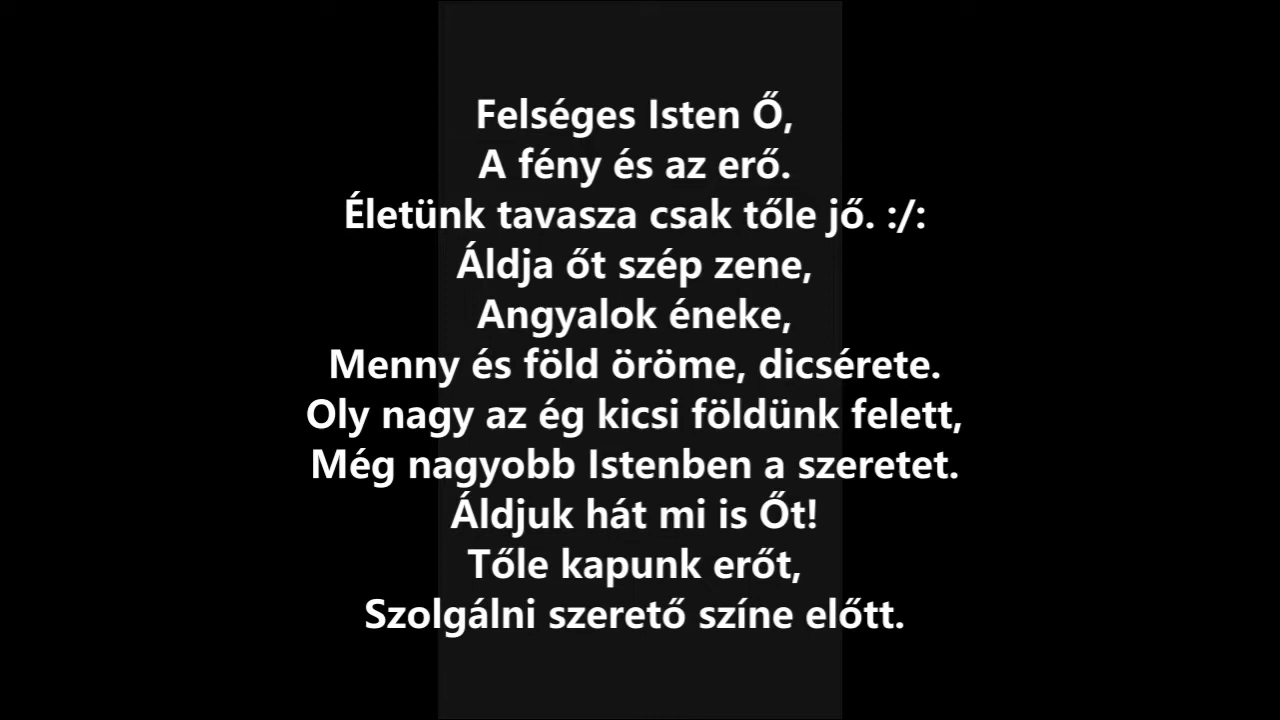 Felséges Isten Ő,
A fény és az erő.
Életünk tavasza csak tőle jő. :/:
Áldja őt szép zene,
Angyalok éneke,
Menny és föld öröme, dicsérete.
Oly nagy az ég kicsi földünk felett,
Még nagyobb Istenben a szeretet.
Áldjuk hát mi is Őt!
Tőle kapunk erőt,
Szolgálni szerető színe előtt.